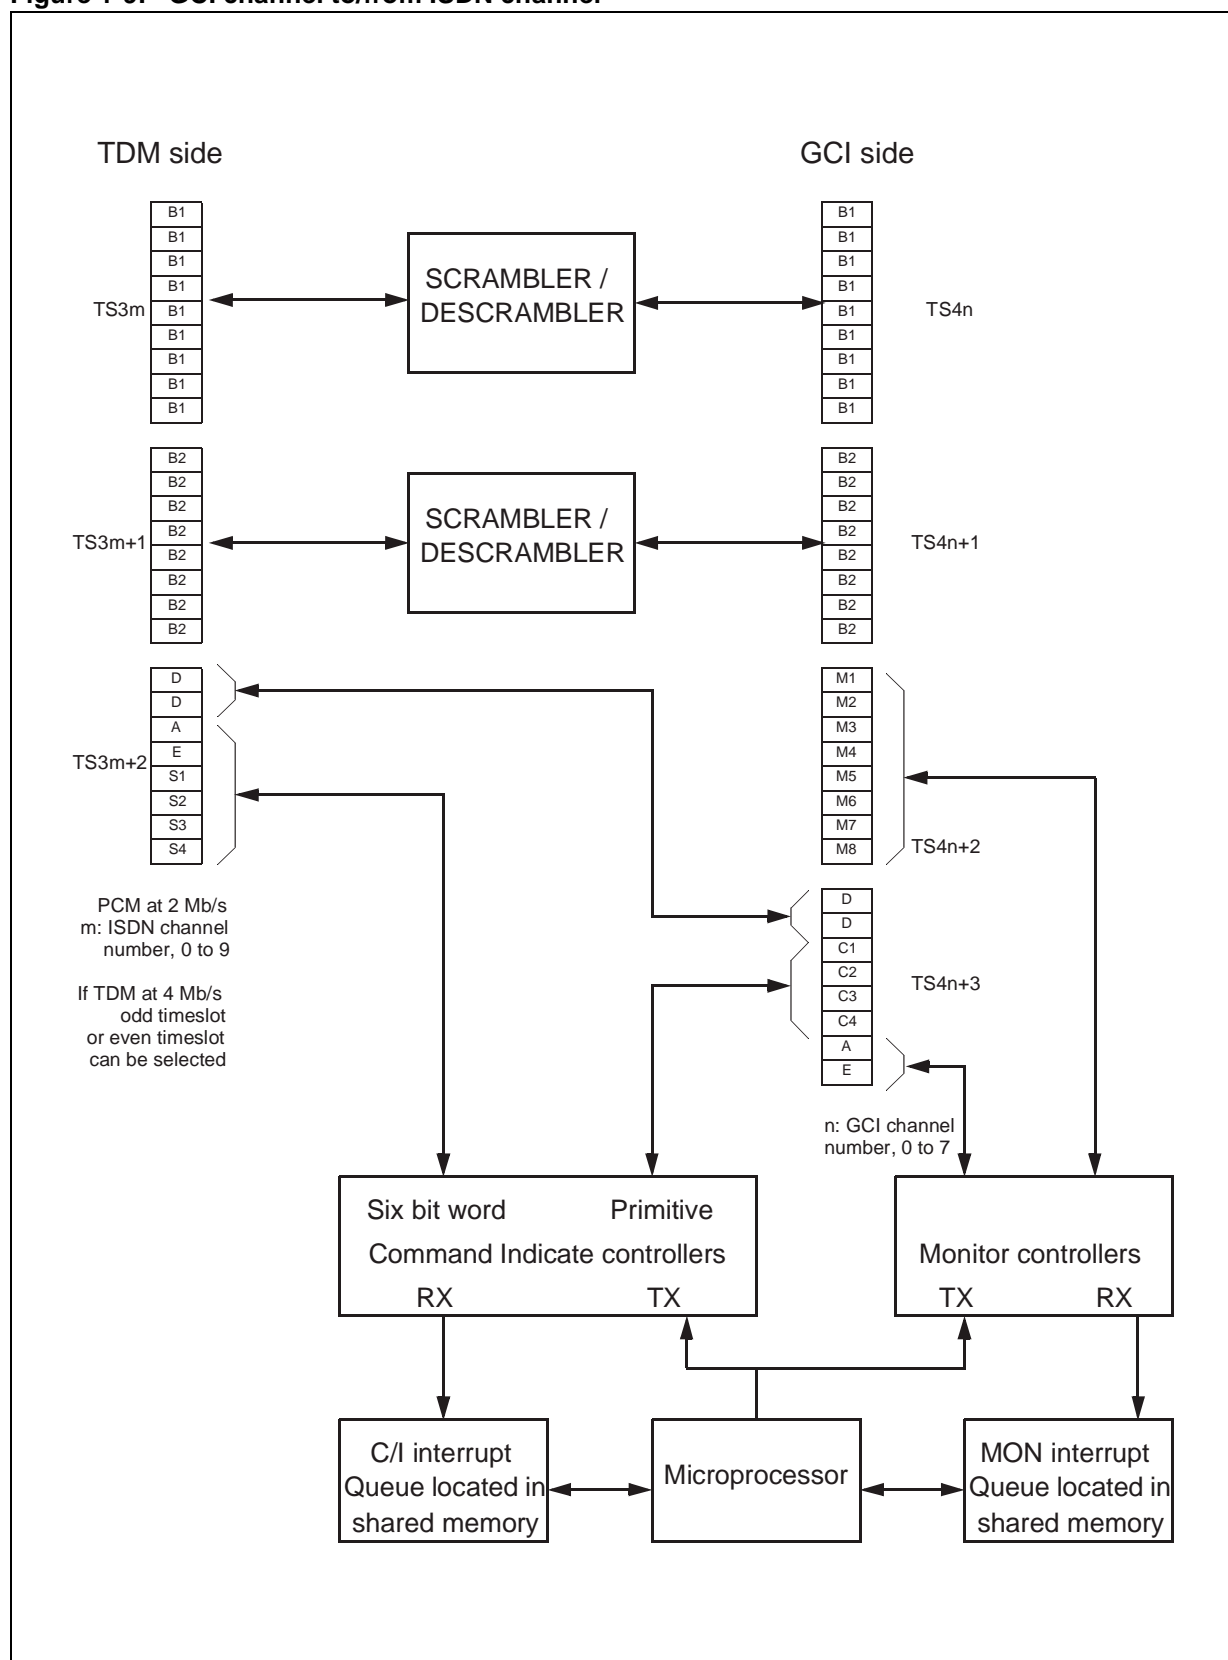 Figure GCI channel to/from ISDN channel
TDM side
GCI side
B1
B1
B1
B1
B1
B1
B1
B1
B1
TS3m
SCRAMBLER /
DESCRAMBLER
B1
B1
B1
B1
B1
B1
B1
B1
B1
TS4n
B2
B2
B2
B2
B2
B2
B2
B2
TS3m+1
SCRAMBLER /
DESCRAMBLER
B2
B2
B2
B2
B2
B2
B2
B2
TS4n+1
D
D
A
E
S1
S2
S3
S4
TS3m+2
M1
M2
M3
M4
M5
M6
M7
M8
TS4n+2
PCM at 2 Mb/s
m: ISDN channel
number, 0 to 9
If TDM at 4 Mb/s
odd timeslot
or even timeslot
can be selected
D
D
C1
C2
C3
C4
A
E
TS4n+3
n: GCI channel
number, 0 to 7
Six bit word Primitive
Command Indicate controllers
RX TX
Monitor controllers
TX RX
C/I interrupt
Queue located in
shared memory
Microprocessor
MON interrupt
Queue located in
shared memory